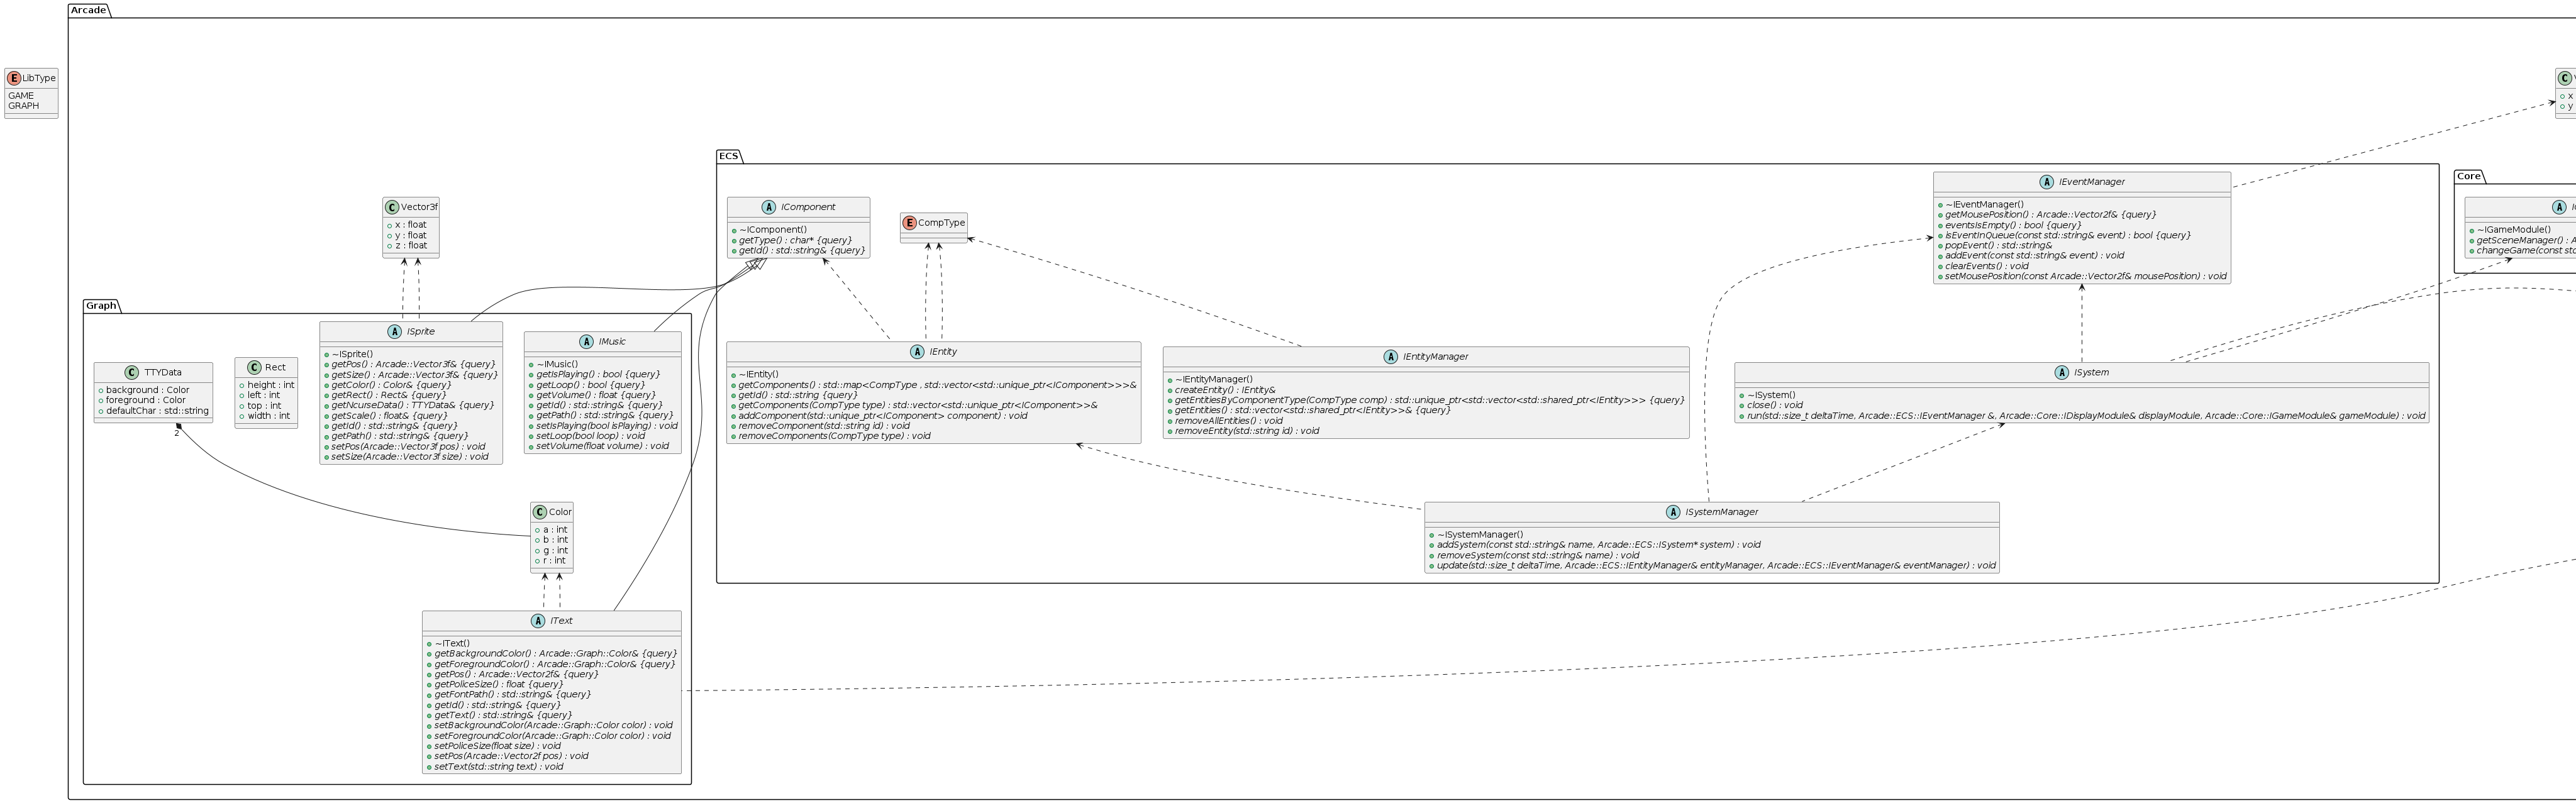 Arcade
LibType
GAME
GRAPH
Vector3f
x : float
y : float
z : float
Graph
TTYData
background : Color
foreground : Color
defaultChar : std::string
2
Rect
height : int
left : int
top : int
width : int
ISprite
~ISprite()
getPos() : Arcade::Vector3f& {query}
getSize() : Arcade::Vector3f& {query}
getColor() : Color& {query}
getRect() : Rect& {query}
getNcurseData() : TTYData& {query}
getScale() : float& {query}
getId() : std::string& {query}
getPath() : std::string& {query}
setPos(Arcade::Vector3f pos) : void
setSize(Arcade::Vector3f size) : void
IMusic
~IMusic()
getIsPlaying() : bool {query}
getLoop() : bool {query}
getVolume() : float {query}
getId() : std::string& {query}
getPath() : std::string& {query}
setIsPlaying(bool isPlaying) : void
setLoop(bool loop) : void
setVolume(float volume) : void
Color
a : int
b : int
g : int
r : int
IText
~IText()
getBackgroundColor() : Arcade::Graph::Color& {query}
getForegroundColor() : Arcade::Graph::Color& {query}
getPos() : Arcade::Vector2f& {query}
getPoliceSize() : float {query}
getFontPath() : std::string& {query}
getId() : std::string& {query}
getText() : std::string& {query}
setBackgroundColor(Arcade::Graph::Color color) : void
setForegroundColor(Arcade::Graph::Color color) : void
setPoliceSize(float size) : void
setPos(Arcade::Vector2f pos) : void
setText(std::string text) : void
ECS
IComponent
~IComponent()
getType() : char* {query}
getId() : std::string& {query}
CompType
IEventManager
~IEventManager()
getMousePosition() : Arcade::Vector2f& {query}
eventsIsEmpty() : bool {query}
isEventInQueue(const std::string& event) : bool {query}
popEvent() : std::string&
addEvent(const std::string& event) : void
clearEvents() : void
setMousePosition(const Arcade::Vector2f& mousePosition) : void
IEntity
~IEntity()
getComponents() : std::map<CompType , std::vector<std::unique_ptr<IComponent>>>&
getId() : std::string {query}
getComponents(CompType type) : std::vector<std::unique_ptr<IComponent>>&
addComponent(std::unique_ptr<IComponent> component) : void
removeComponent(std::string id) : void
removeComponents(CompType type) : void
IEntityManager
~IEntityManager()
createEntity() : IEntity&
getEntitiesByComponentType(CompType comp) : std::unique_ptr<std::vector<std::shared_ptr<IEntity>>> {query}
getEntities() : std::vector<std::shared_ptr<IEntity>>& {query}
removeAllEntities() : void
removeEntity(std::string id) : void
ISystem
~ISystem()
close() : void
run(std::size_t deltaTime, Arcade::ECS::IEventManager &, Arcade::Core::IDisplayModule& displayModule, Arcade::Core::IGameModule& gameModule) : void
ISystemManager
~ISystemManager()
addSystem(const std::string& name, Arcade::ECS::ISystem* system) : void
removeSystem(const std::string& name) : void
update(std::size_t deltaTime, Arcade::ECS::IEntityManager& entityManager, Arcade::ECS::IEventManager& eventManager) : void
x
y
Core
~IGameModule()
getSceneManager() : A
changeGame(const std